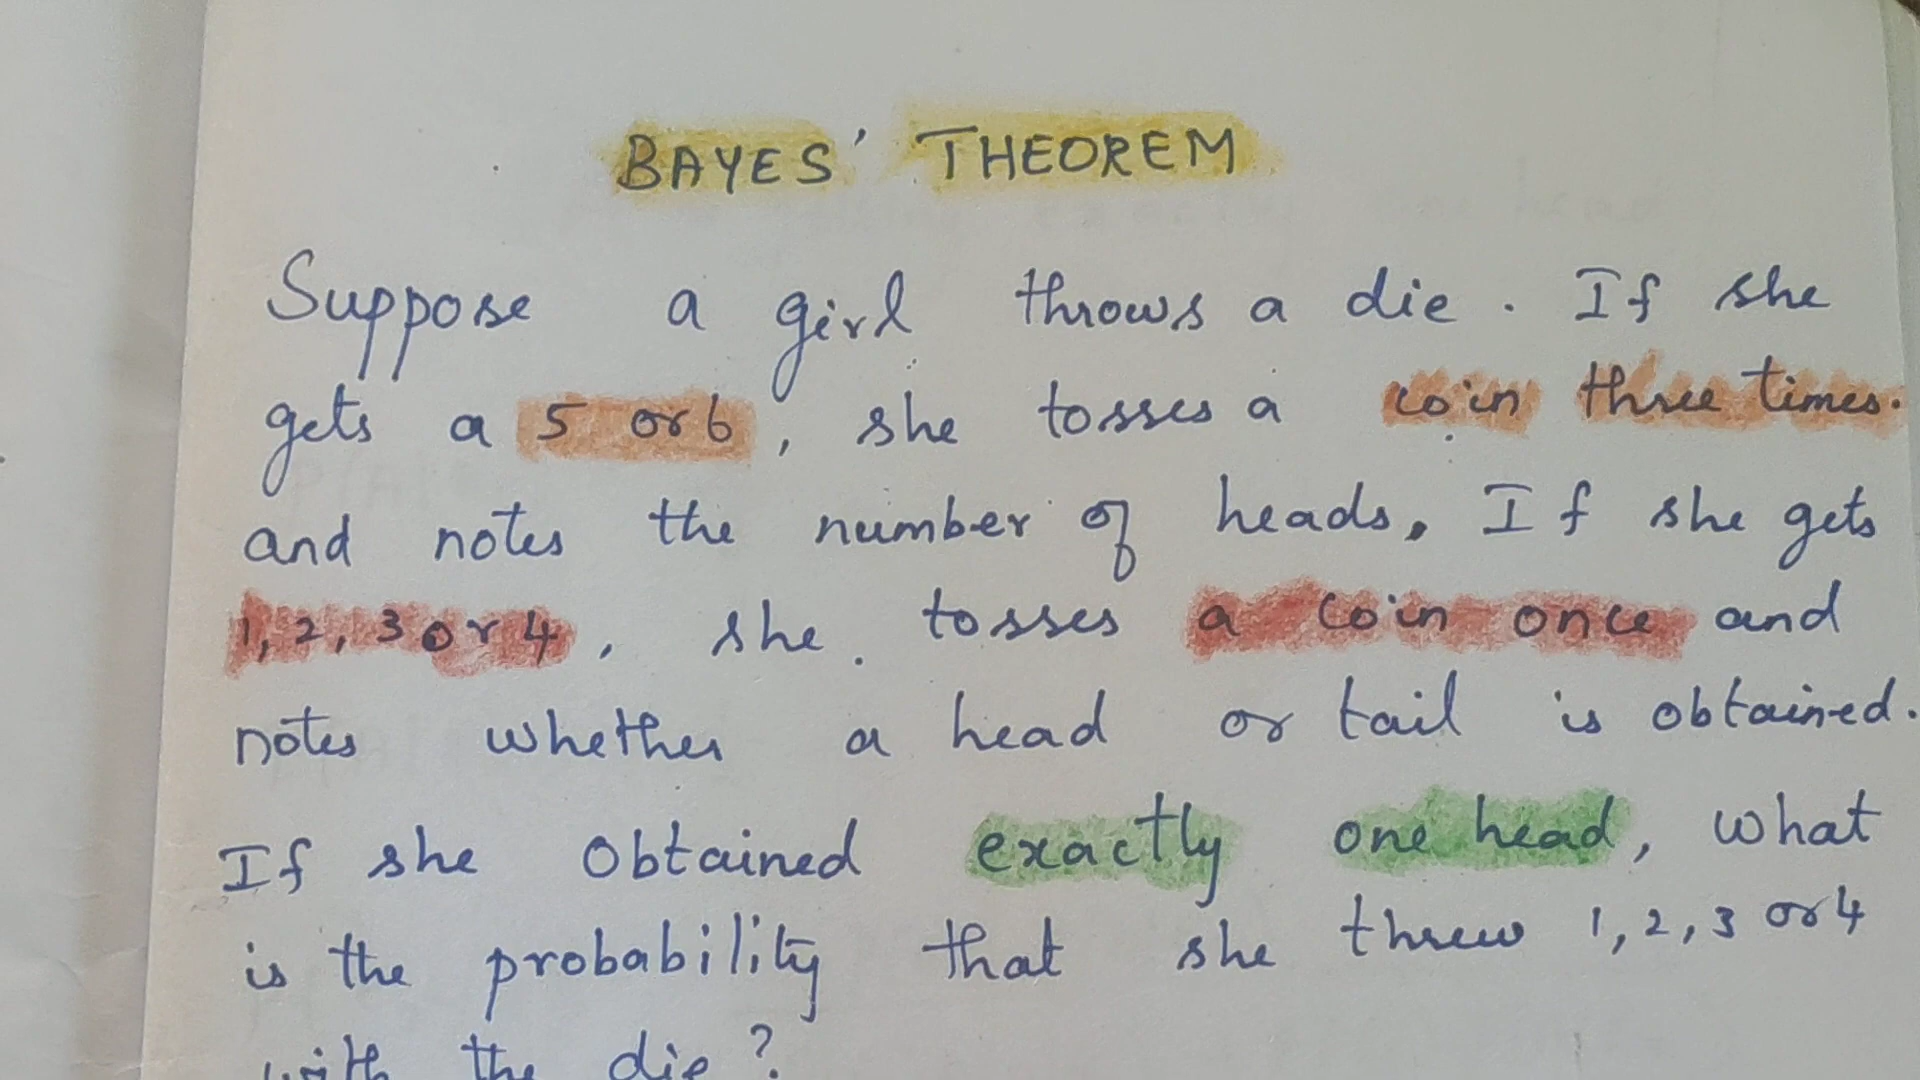 BAYES' THEOREM
Suppose a girl throws a die. If she
gets a 5 or 6, she tosses a coin three times.
and notes the number of heads. If she gets
1, 2, 3 or 4, she tosses a coin once and
notes whether a head or tail is obtained.
If she obtained exactly one head, what
is the probability that she threw 1, 2, 3 or 4
with the die?